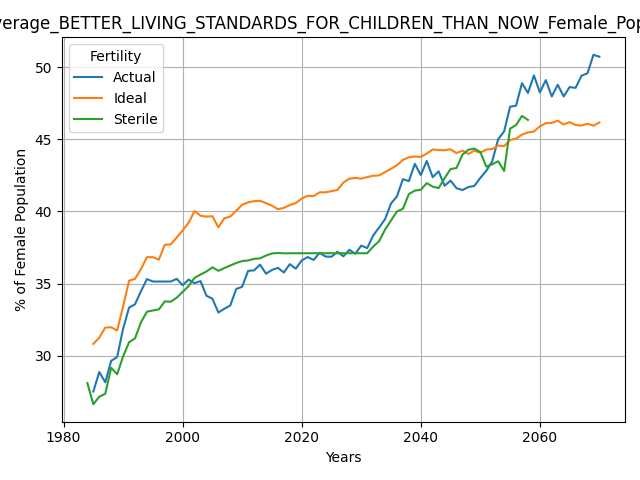 verage_BETTER_LIVING_STANDARDS_FOR_CHILDREN_THAN_NOW_Female_Pop
Fertility
Actual
Ideal
Sterile
50
45
40
35
30
% of Female Population
1980
2000
2020
2040
2060
Years